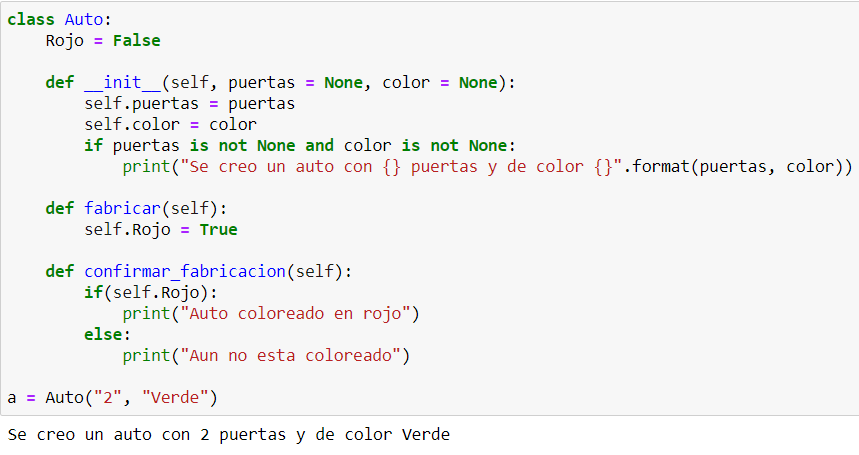 class Auto:
    Rojo = False

    def __init__(self, puertas = None, color = None):
        self.puertas = puertas
        self.color = color
        if puertas is not None and color is not None:
            print("Se creo un auto con {} puertas y de color {}".format(puertas, color))

    def fabricar(self):
        self.Rojo = True

    def confirmar_fabricacion(self):
        if(self.Rojo):
            print("Auto coloreado en rojo")
        else:
            print("Aun no esta coloreado")

a = Auto("2", "Verde")
Se creo un auto con 2 puertas y de color Verde